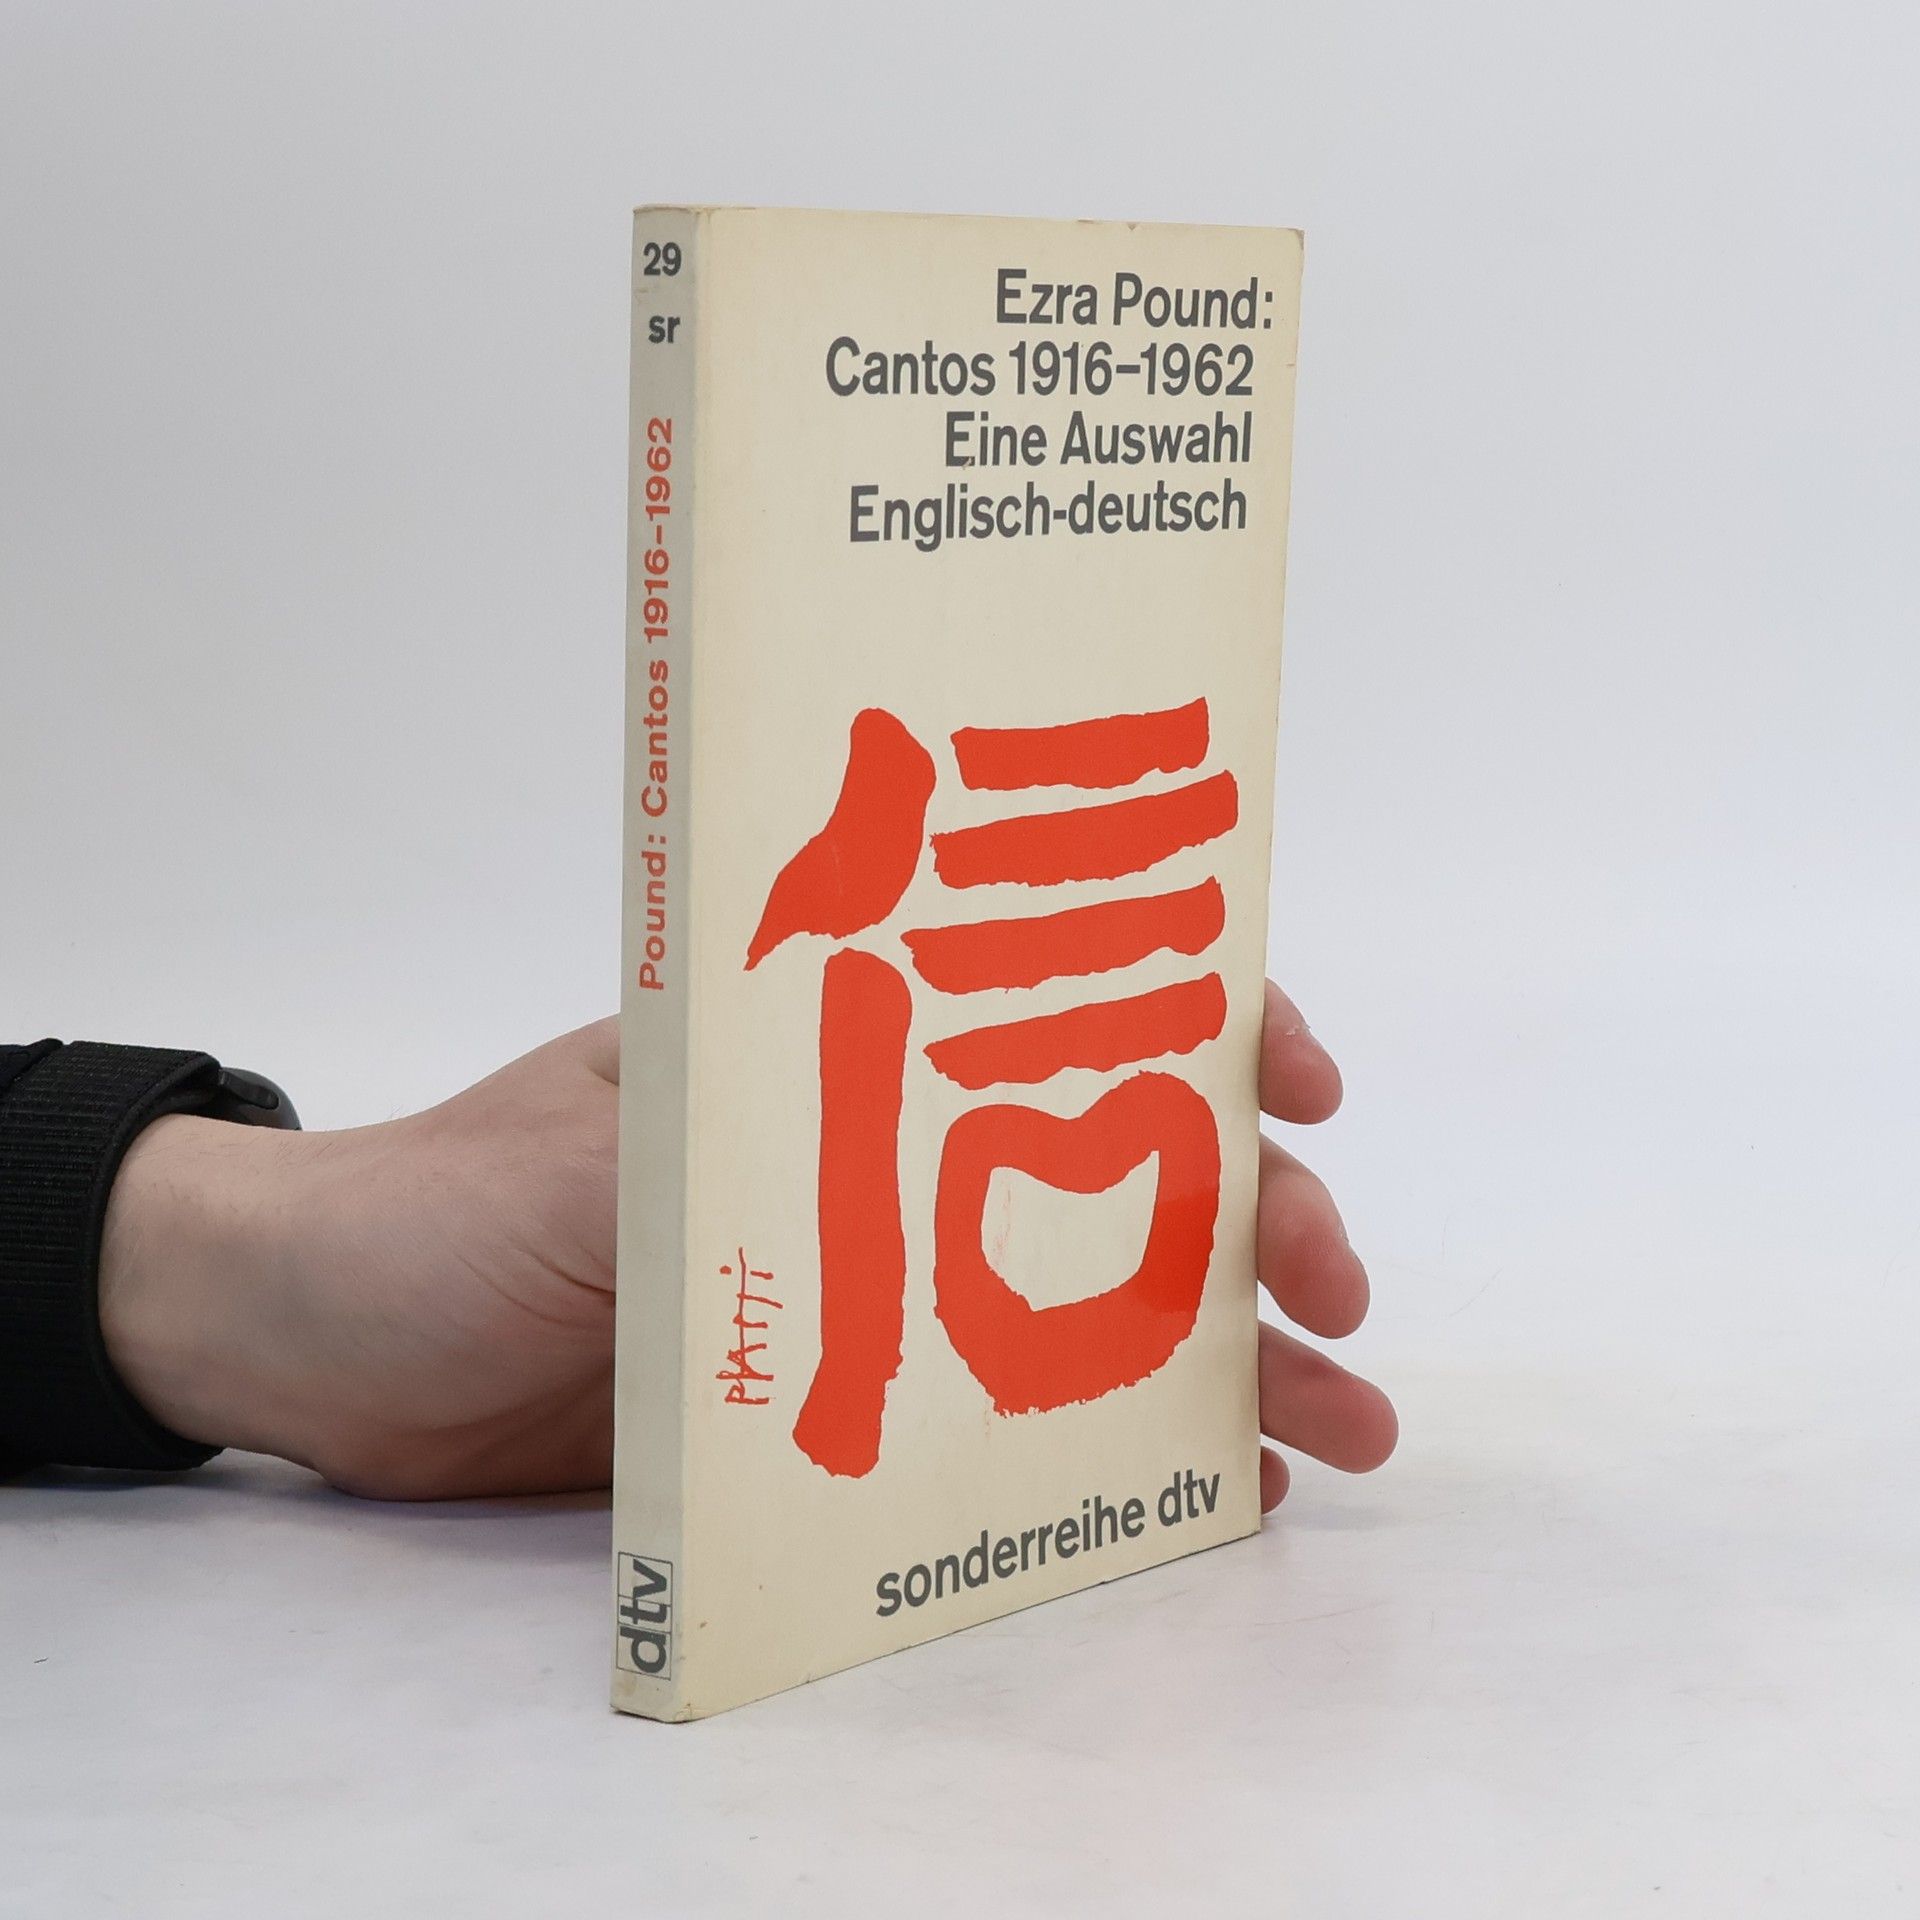 29
sr
Pound: Cantos 1916–1962
dtv
Ezra Pound:
Cantos 1916–1962
Eine Auswahl
Englisch-deutsch
信
sonderreihe dtv